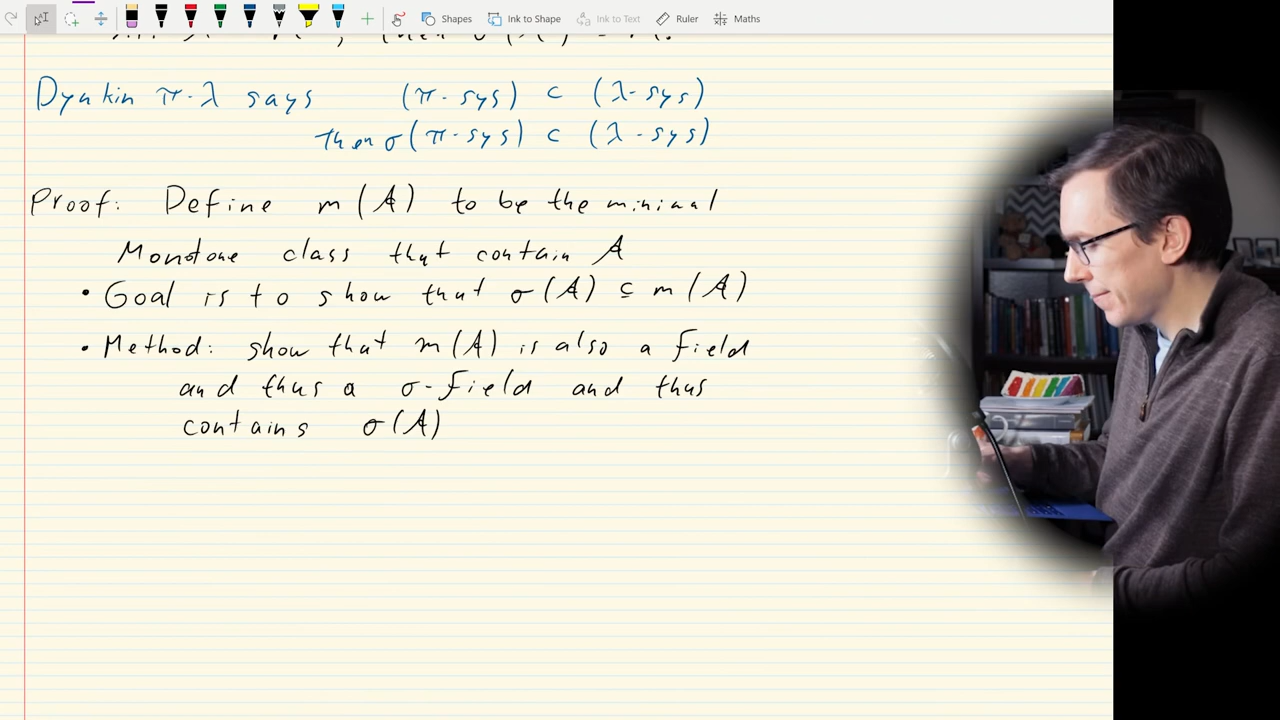 Shapes Ink to Shape Ink to Text Ruler Maths
Dynkin π-λ says (π-sys) ⊂ (λ-sys)
then σ(π-sys) ⊂ (λ-sys)
Proof: Define m(A) to be the minimal
Monotone class that contain A
• Goal is to show that σ(A) ⊆ m(A)
• Method: show that m(A) is also a field
and thus a σ-field and thus
contains σ(A)